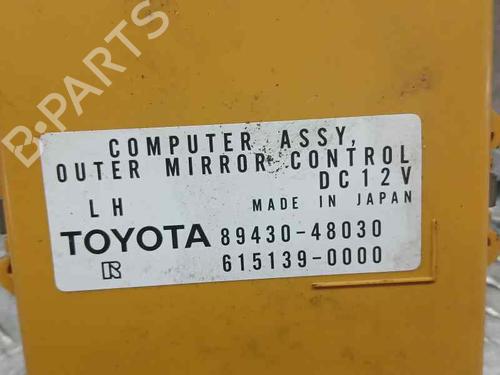 COMPUTER ASSY,
OUTER MIRROR CONTROL
DC12V
LH MADE IN JAPAN
TOYOTA 89430-48030
R 615139-0000
B-PARTS